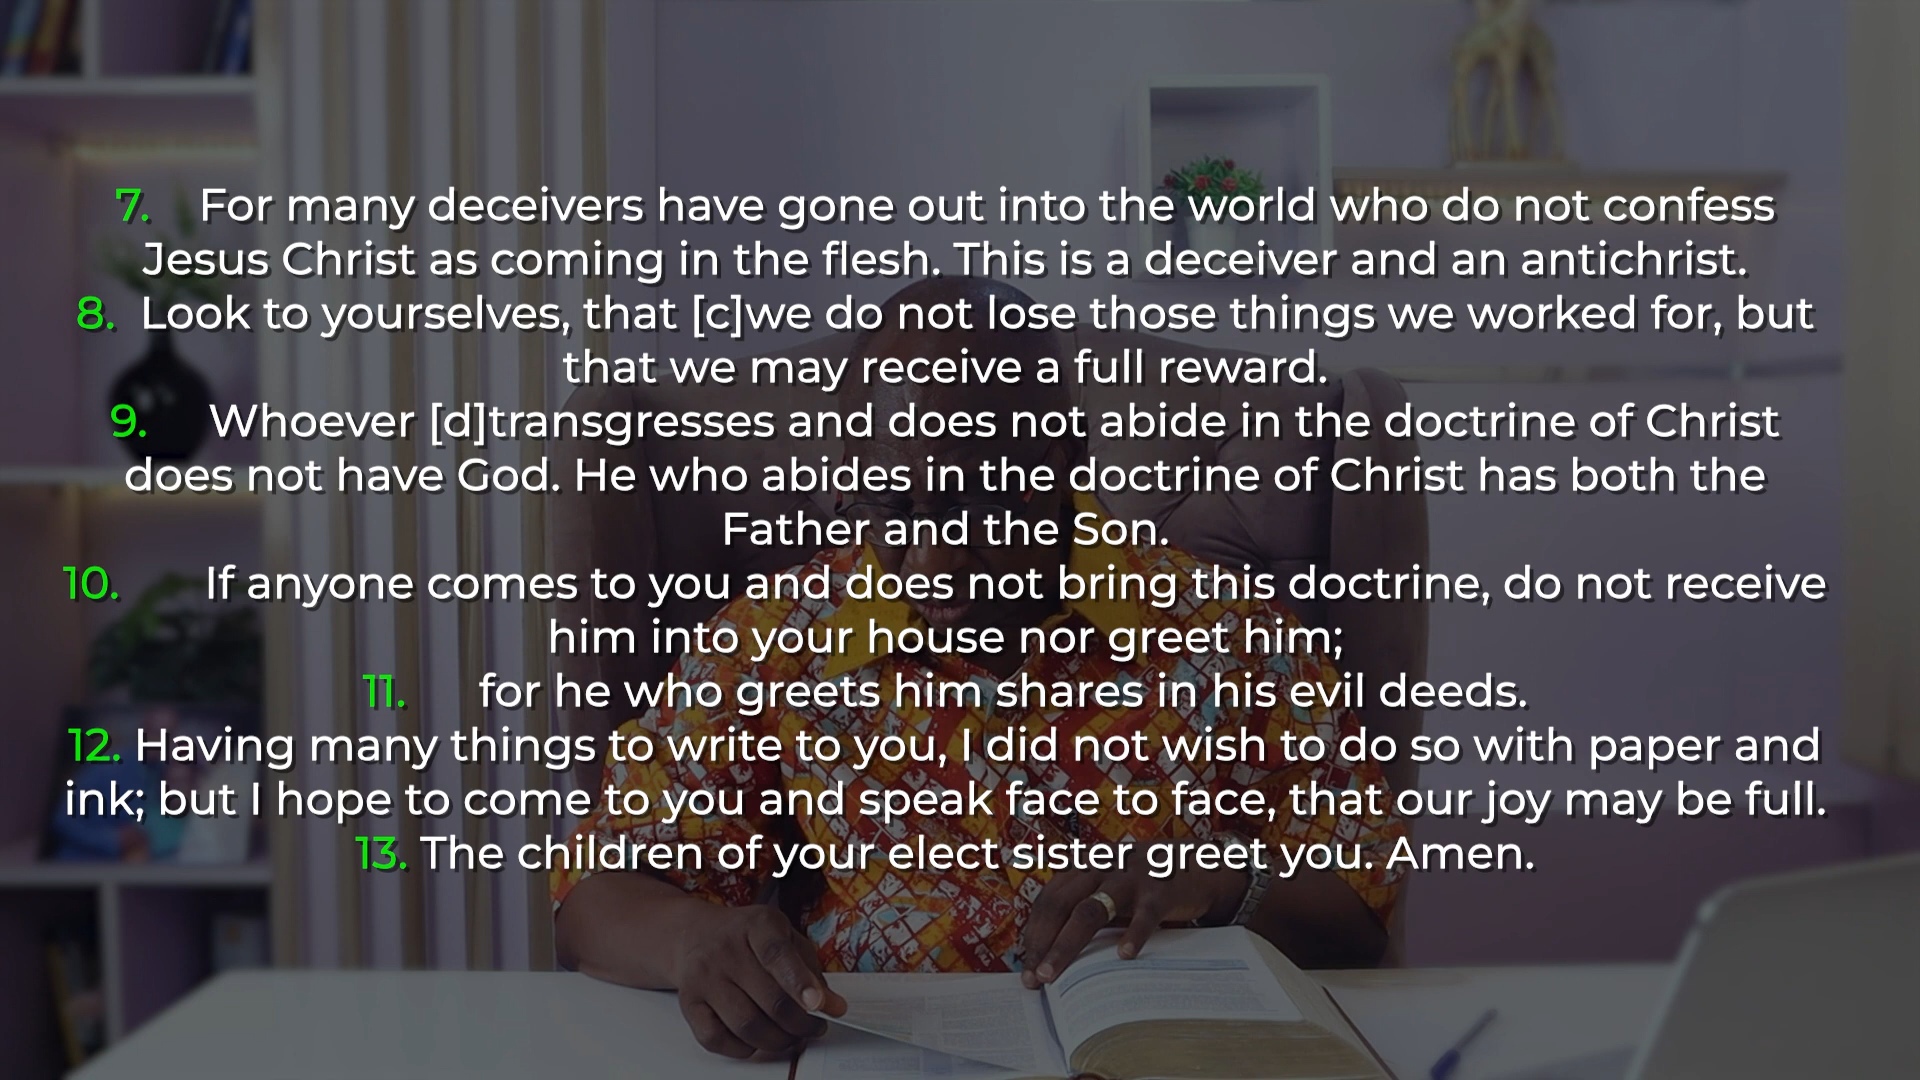 7. For many deceivers have gone out into the world who do not confess
Jesus Christ as coming in the flesh. This is a deceiver and an antichrist.
8. Look to yourselves, that [c]we do not lose those things we worked for, but
that we may receive a full reward.
9. Whoever [d]transgresses and does not abide in the doctrine of Christ
does not have God. He who abides in the doctrine of Christ has both the
Father and the Son.
10. If anyone comes to you and does not bring this doctrine, do not receive
him into your house nor greet him;
11. for he who greets him shares in his evil deeds.
12. Having many things to write to you, I did not wish to do so with paper and
ink; but I hope to come to you and speak face to face, that our joy may be full.
13. The children of your elect sister greet you. Amen.